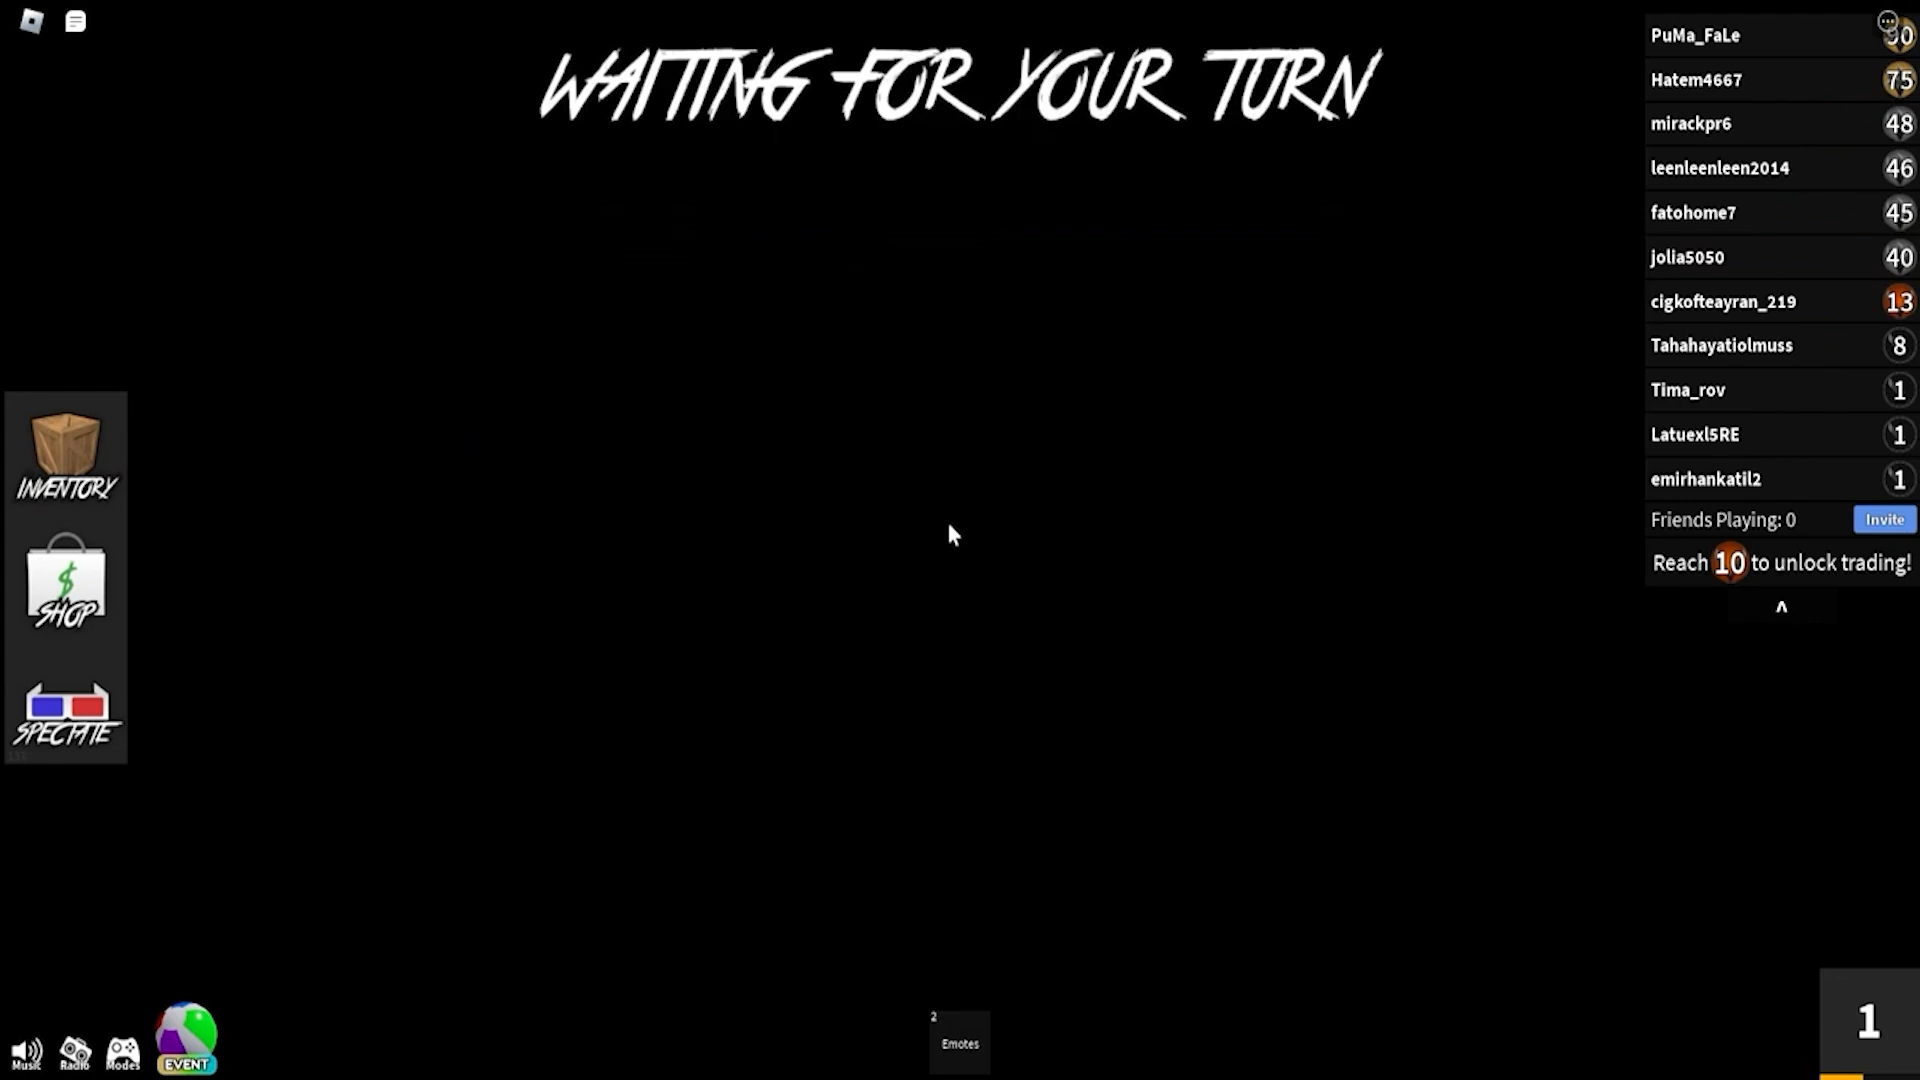 WAITING FOR YOUR TURN
PuMa_FaLe
Hatem4667 75
mirackpr6 48
leenleenleen2014 46
fatohome7 45
jolia5050 40
cigkofteayran_219 13
Tahahayatiolmuss 8
Tima_rov 1
Latuexl5RE 1
emirhankatil2 1
Friends Playing: 0 Invite
Reach 10 to unlock trading!
INVENTORY
$
SHOP
SPECTATE
Music Radio Modes EVENT
2
Emotes
1